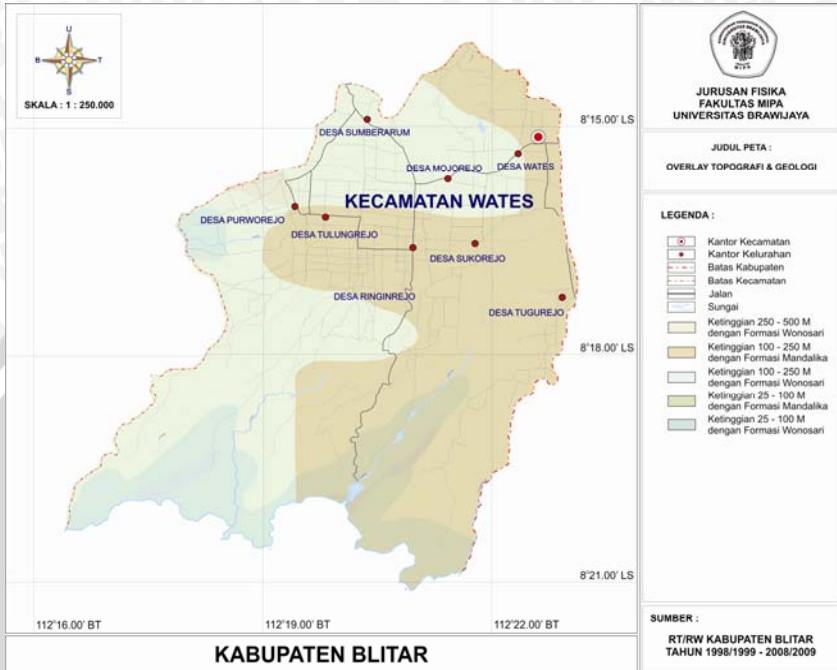 U
B
T
S
SKALA : 1 : 250.000
DESA SUMBERARUM
DESA MOJOREJO
DESA WATES
KECAMATAN WATES
DESA PURWOREJO
DESA TULUNGREJO
DESA SUKOREJO
DESA RINGINREJO
DESA TUGUREJO
8°15.00' LS
8°18.00' LS
8°21.00' LS
112°16.00' BT
112°19.00' BT
112°22.00' BT
KABUPATEN BLITAR
UNIVERSITAS BRAWIJAYA
MIPA
JURUSAN FISIKA
FAKULTAS MIPA
UNIVERSITAS BRAWIJAYA
JUDUL PETA :
OVERLAY TOPOGRAFI & GEOLOGI
LEGENDA :
Kantor Kecamatan
Kantor Kelurahan
Batas Kabupaten
Batas Kecamatan
Jalan
Sungai
Ketinggian 250 - 500 M
dengan Formasi Wonosari
Ketinggian 100 - 250 M
dengan Formasi Mandalika
Ketinggian 100 - 250 M
dengan Formasi Wonosari
Ketinggian 25 - 100 M
dengan Formasi Mandalika
Ketinggian 25 - 100 M
dengan Formasi Wonosari
SUMBER :
RT/RW KABUPATEN BLITAR
TAHUN 1998/1999 - 2008/2009